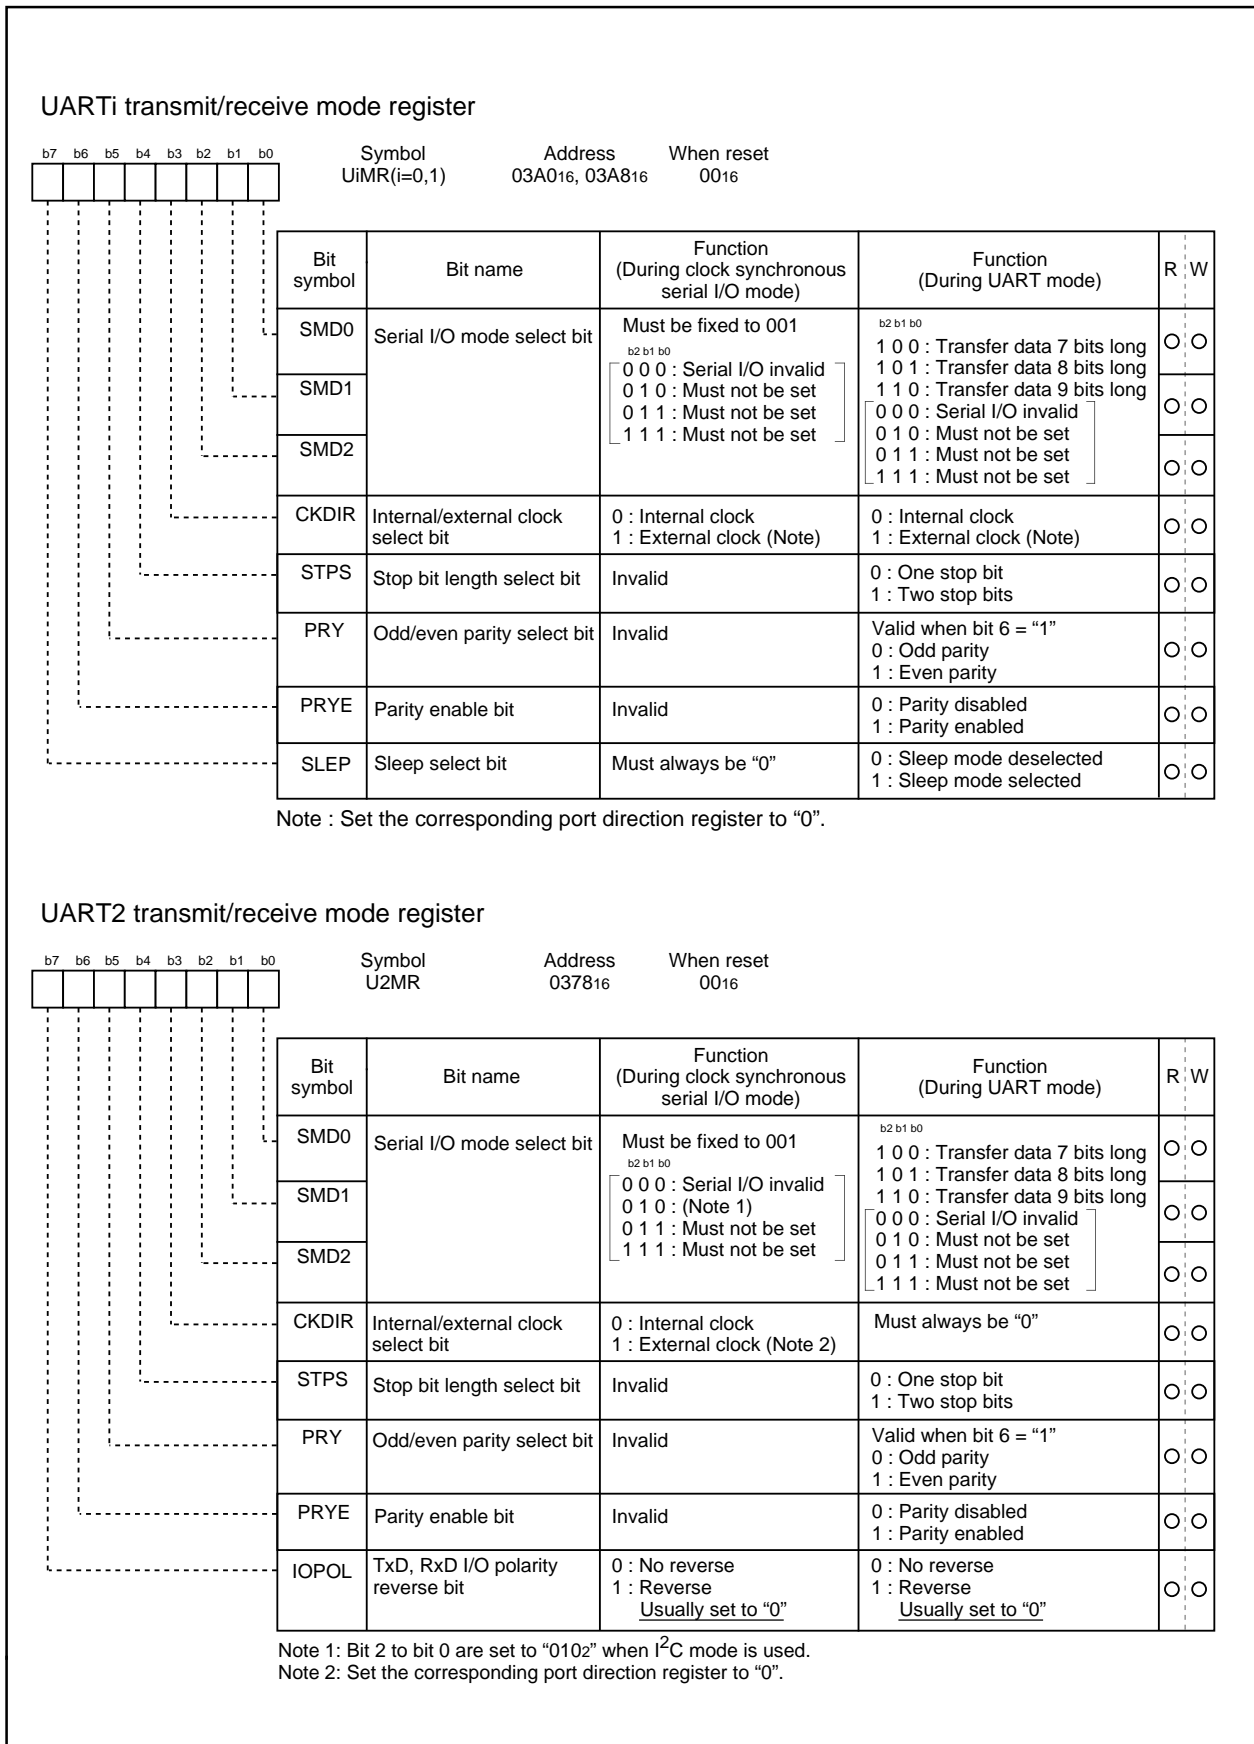 UARTi transmit/receive mode register
b7 b6 b5 b4 b3 b2 b1 b0
Symbol Address When reset
UiMR(i=0,1) 03A016, 03A816 0016
Bit symbol Bit name Function (During clock synchronous serial I/O mode) Function (During UART mode) R W
SMD0 Serial I/O mode select bit
SMD1
SMD2
Must be fixed to 001
b2 b1 b0
0 0 0 : Serial I/O invalid
0 1 0 : Must not be set
0 1 1 : Must not be set
1 1 1 : Must not be set
b2 b1 b0
1 0 0 : Transfer data 7 bits long
1 0 1 : Transfer data 8 bits long
1 1 0 : Transfer data 9 bits long
0 0 0 : Serial I/O invalid
0 1 0 : Must not be set
0 1 1 : Must not be set
1 1 1 : Must not be set
CKDIR Internal/external clock select bit
0 : Internal clock
1 : External clock (Note)
0 : Internal clock
1 : External clock (Note)
STPS Stop bit length select bit Invalid
0 : One stop bit
1 : Two stop bits
PRY Odd/even parity select bit Invalid
Valid when bit 6 = “1”
0 : Odd parity
1 : Even parity
PRYE Parity enable bit Invalid
0 : Parity disabled
1 : Parity enabled
SLEP Sleep select bit Must always be “0”
0 : Sleep mode deselected
1 : Sleep mode selected
Note : Set the corresponding port direction register to “0”.
UART2 transmit/receive mode register
b7 b6 b5 b4 b3 b2 b1 b0
Symbol Address When reset
U2MR 037816 0016
Bit symbol Bit name Function (During clock synchronous serial I/O mode) Function (During UART mode) R W
SMD0 Serial I/O mode select bit
SMD1
SMD2
Must be fixed to 001
b2 b1 b0
0 0 0 : Serial I/O invalid
0 1 0 : (Note 1)
0 1 1 : Must not be set
1 1 1 : Must not be set
b2 b1 b0
1 0 0 : Transfer data 7 bits long
1 0 1 : Transfer data 8 bits long
1 1 0 : Transfer data 9 bits long
0 0 0 : Serial I/O invalid
0 1 0 : Must not be set
0 1 1 : Must not be set
1 1 1 : Must not be set
CKDIR Internal/external clock select bit
0 : Internal clock
1 : External clock (Note 2)
Must always be “0”
STPS Stop bit length select bit Invalid
0 : One stop bit
1 : Two stop bits
PRY Odd/even parity select bit Invalid
Valid when bit 6 = “1”
0 : Odd parity
1 : Even parity
PRYE Parity enable bit Invalid
0 : Parity disabled
1 : Parity enabled
IOPOL TxD, RxD I/O polarity reverse bit
0 : No reverse
1 : Reverse
Usually set to “0”
0 : No reverse
1 : Reverse
Usually set to “0”
Note 1: Bit 2 to bit 0 are set to “0102” when I2C mode is used.
Note 2: Set the corresponding port direction register to “0”.